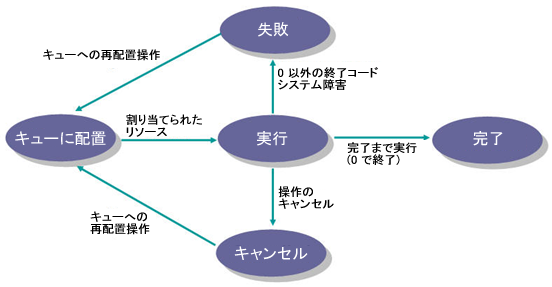 失敗
キューへの再配置操作
0 以外の終了コード
システム障害
キューに配置
割り当てられた
リソース
実行
完了まで実行
(0 で終了)
完了
操作の
キャンセル
キューへの
再配置操作
キャンセル